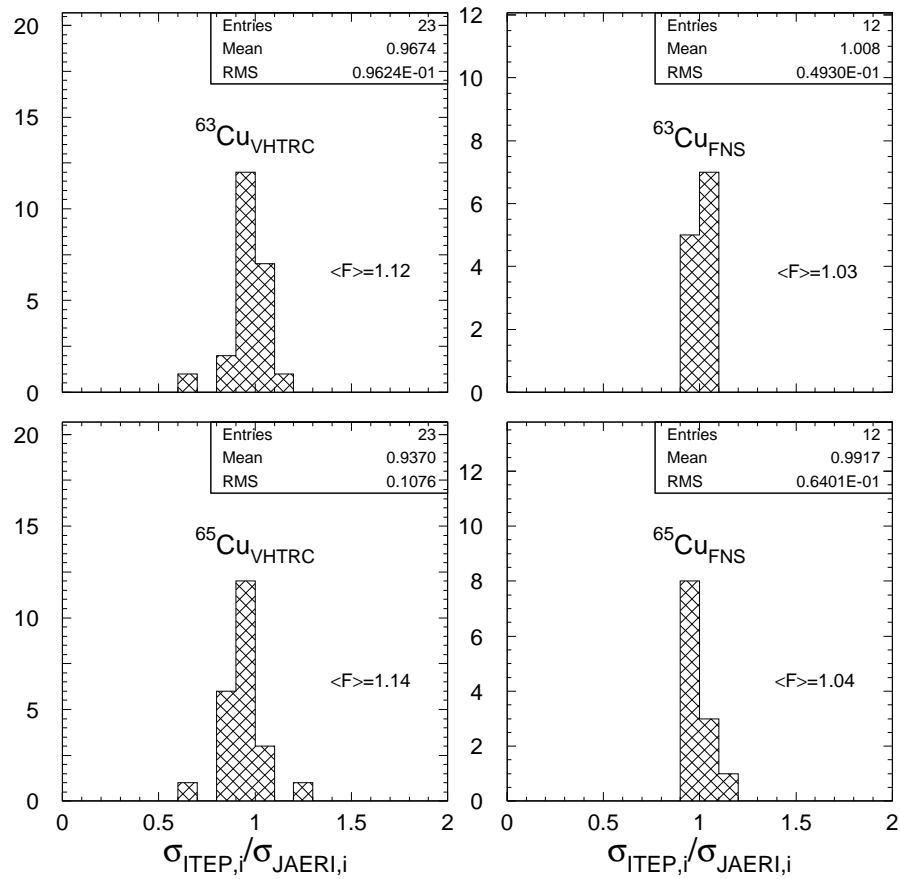 Entries 23
Mean 0.9674
RMS 0.9624E-01
20
15
10
5
0
⁶³Cu_VHTRC
<F>=1.12
Entries 12
Mean 1.008
RMS 0.4930E-01
12
10
8
6
4
2
0
⁶³Cu_FNS
<F>=1.03
Entries 23
Mean 0.9370
RMS 0.1076
20
15
10
5
0
⁶⁵Cu_VHTRC
<F>=1.14
0 0.5 1 1.5 2
σ_ITEP,i/σ_JAERI,i
Entries 12
Mean 0.9917
RMS 0.6401E-01
12
10
8
6
4
2
0
⁶⁵Cu_FNS
<F>=1.04
0 0.5 1 1.5 2
σ_ITEP,i/σ_JAERI,i